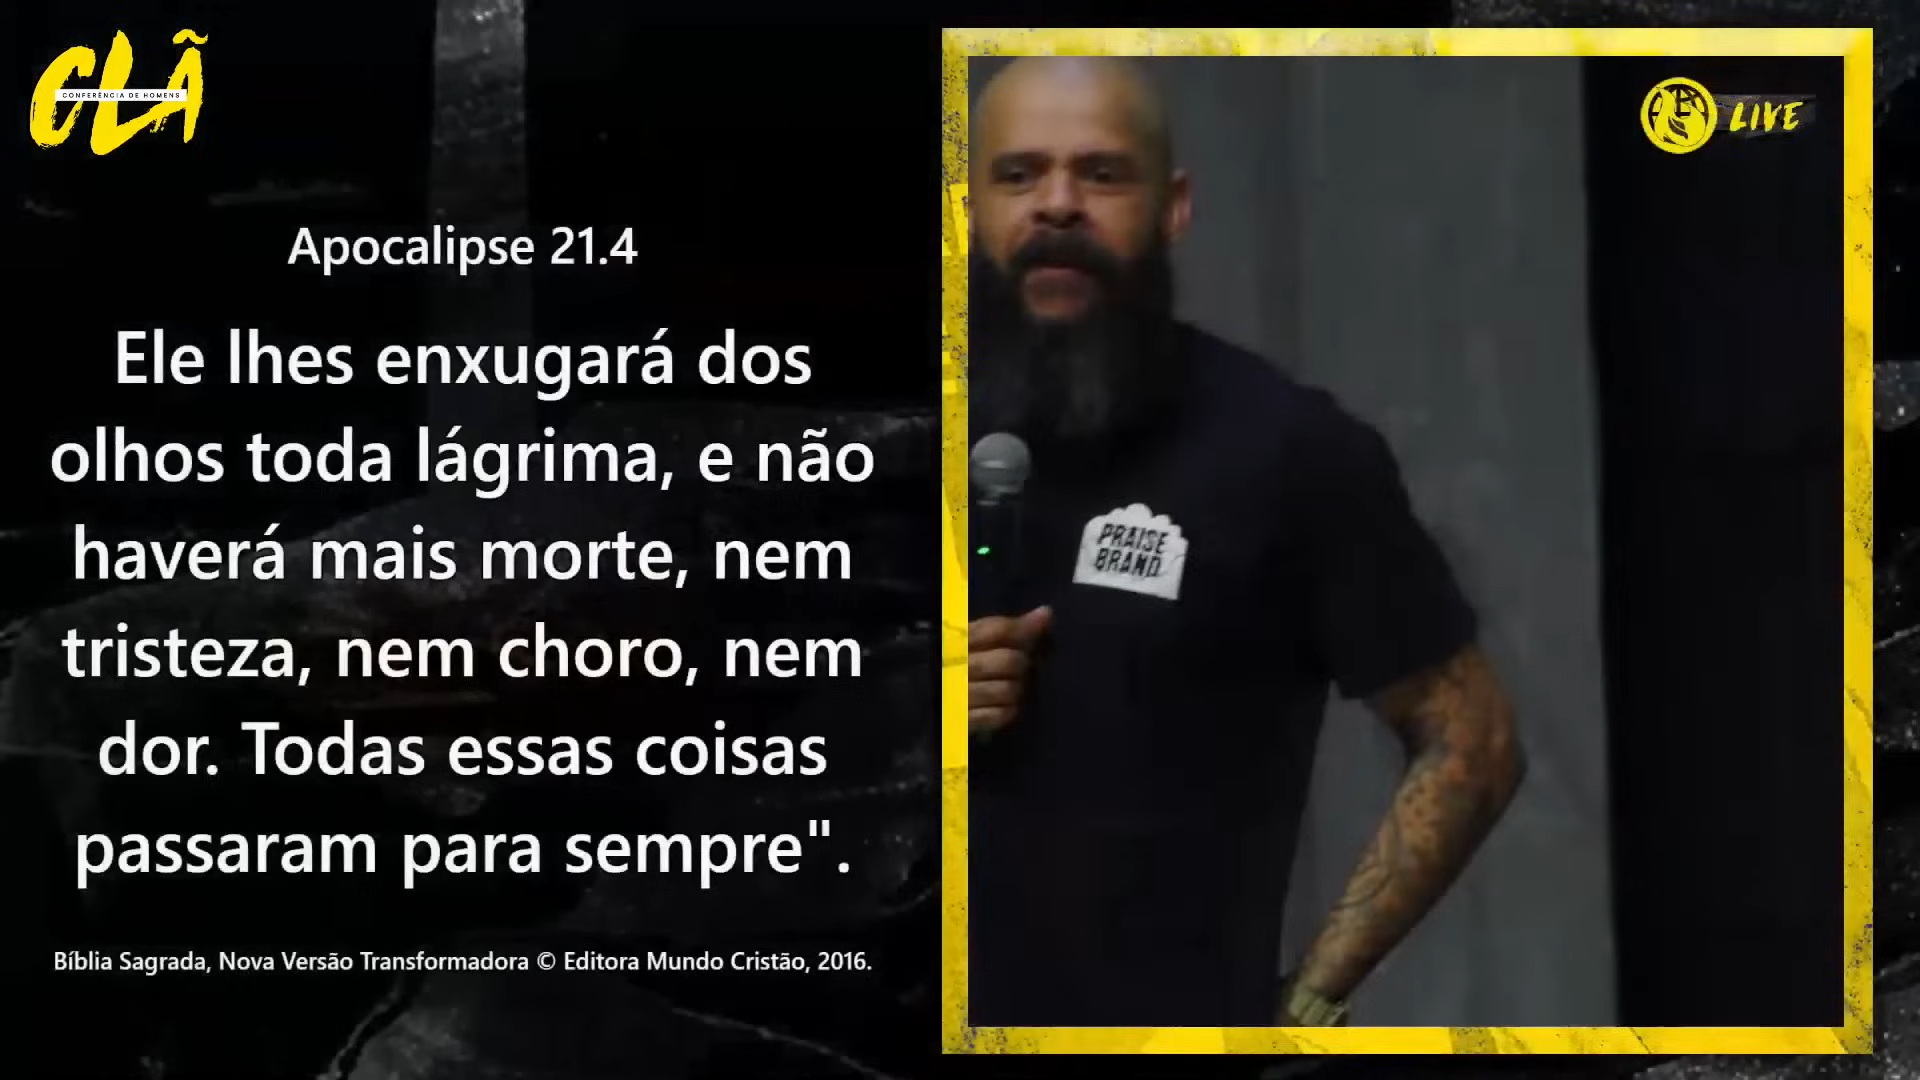 CLÃ
CONFERÊNCIA DE HOMENS
Apocalipse 21.4
Ele lhes enxugará dos
olhos toda lágrima, e não
haverá mais morte, nem
tristeza, nem choro, nem
dor. Todas essas coisas
passaram para sempre".
Bíblia Sagrada, Nova Versão Transformadora © Editora Mundo Cristão, 2016.
LIVE
PRAISE
BRAND